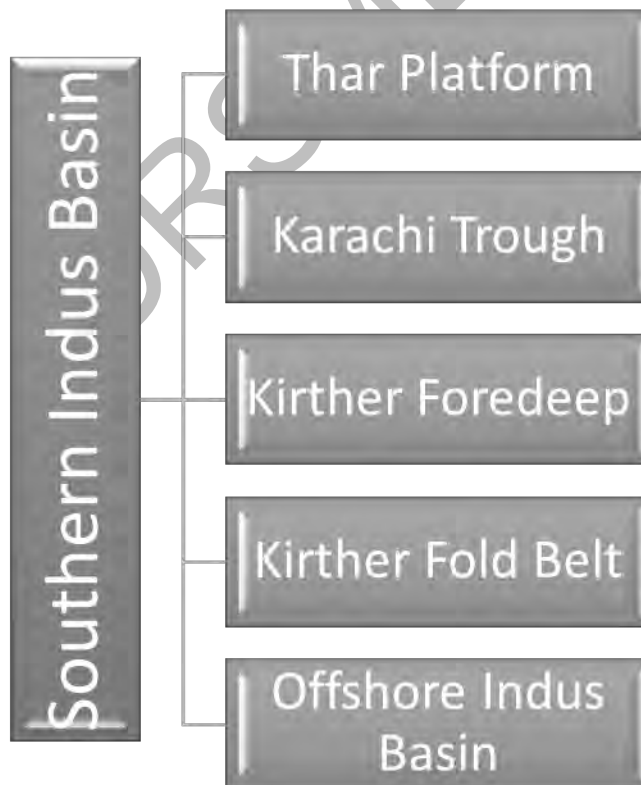 Southern Indus Basin
Thar Platform
Karachi Trough
Kirther Foredeep
Kirther Fold Belt
Offshore Indus
Basin